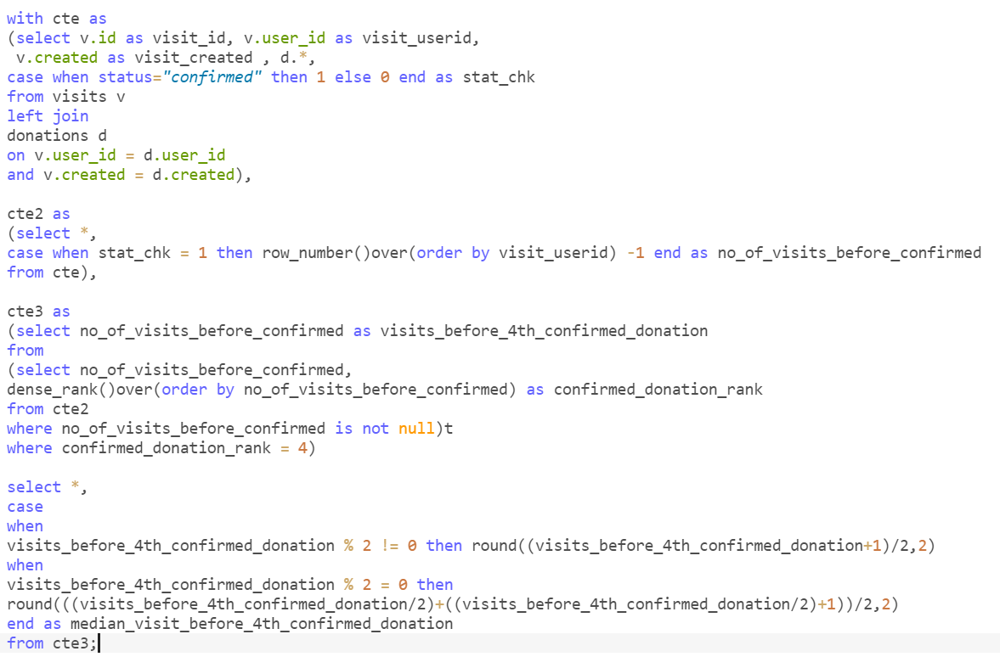 with cte as
(select v.id as visit_id, v.user_id as visit_userid,
v.created as visit_created , d.*,
case when status="confirmed" then 1 else 0 end as stat_chk
from visits v
left join
donations d
on v.user_id = d.user_id
and v.created = d.created),
cte2 as
(select *,
case when stat_chk = 1 then row_number()over(order by visit_userid) -1 end as no_of_visits_before_confirmed
from cte),
cte3 as
(select no_of_visits_before_confirmed as visits_before_4th_confirmed_donation
from
(select no_of_visits_before_confirmed,
dense_rank()over(order by no_of_visits_before_confirmed) as confirmed_donation_rank
from cte2
where no_of_visits_before_confirmed is not null)t
where confirmed_donation_rank = 4)
select *,
case
when
visits_before_4th_confirmed_donation % 2 != 0 then round((visits_before_4th_confirmed_donation+1)/2,2)
when
visits_before_4th_confirmed_donation % 2 = 0 then
round(((visits_before_4th_confirmed_donation/2)+((visits_before_4th_confirmed_donation/2)+1))/2,2)
end as median_visit_before_4th_confirmed_donation
from cte3;